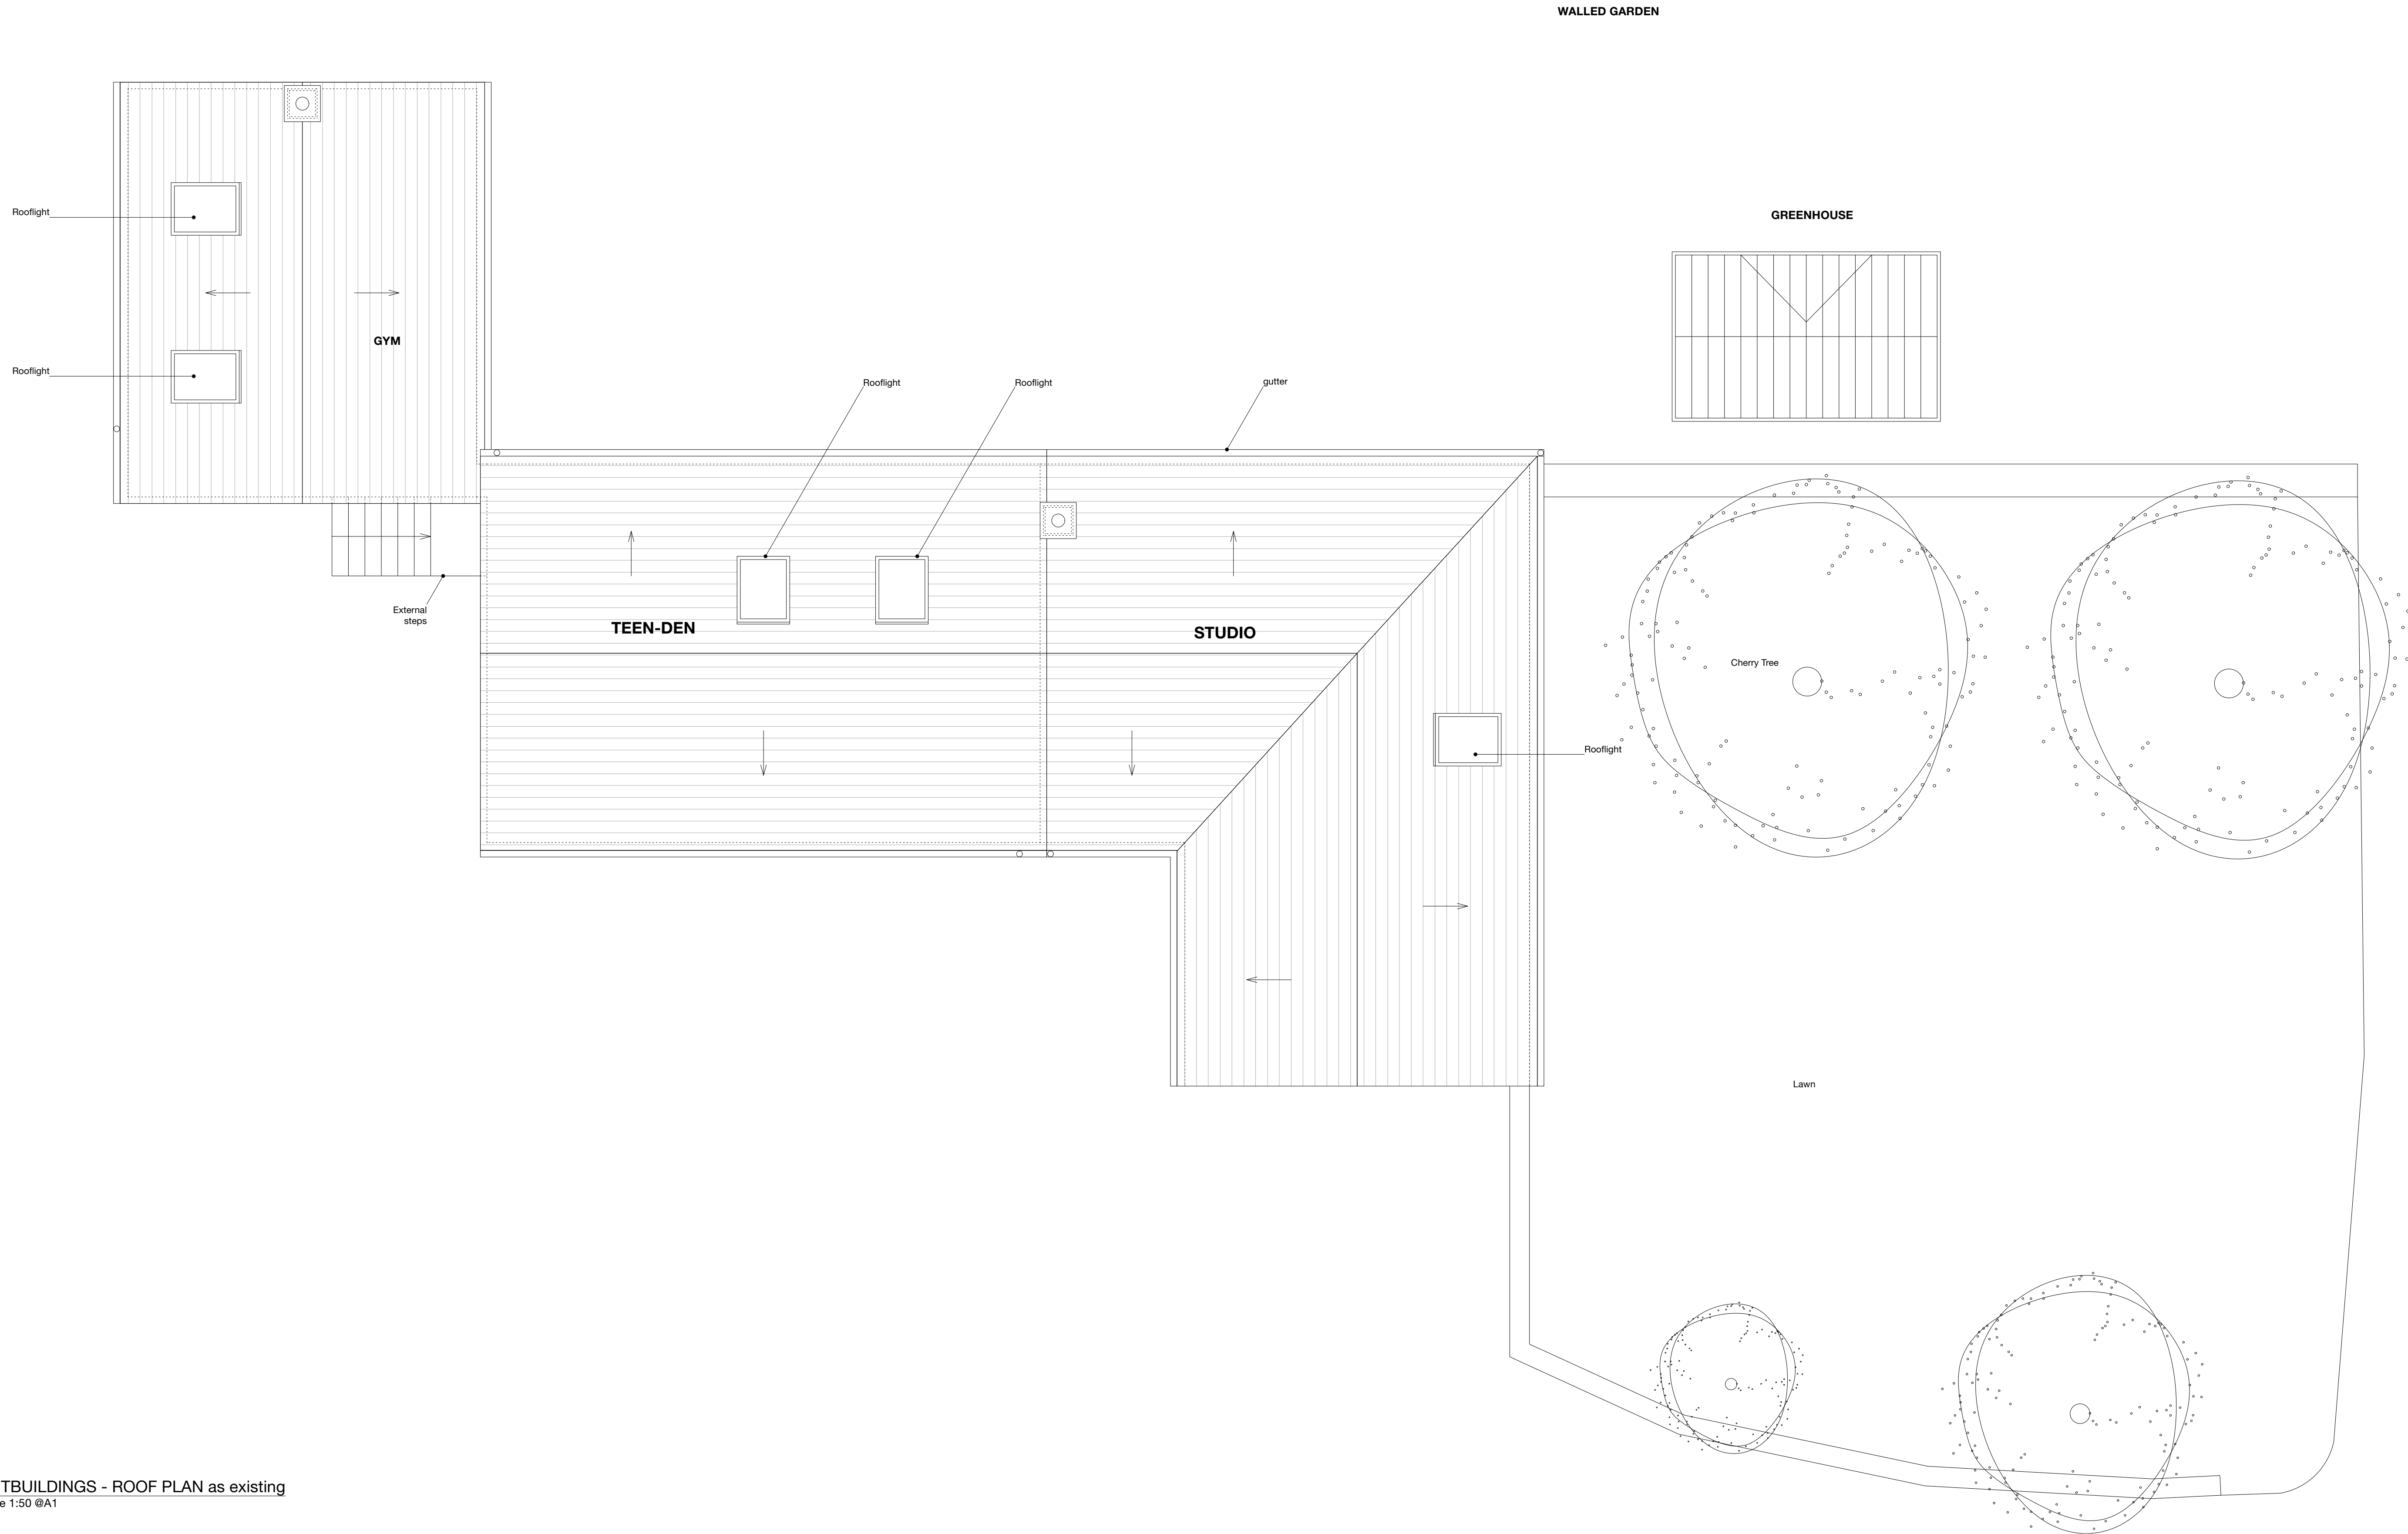 WALLED GARDEN
Rooflight
GREENHOUSE
GYM
Rooflight
Rooflight
Rooflight
gutter
External
steps
TEEN-DEN
STUDIO
Cherry Tree
Rooflight
Lawn
TBUILDINGS - ROOF PLAN as existing
e 1:50 @A1